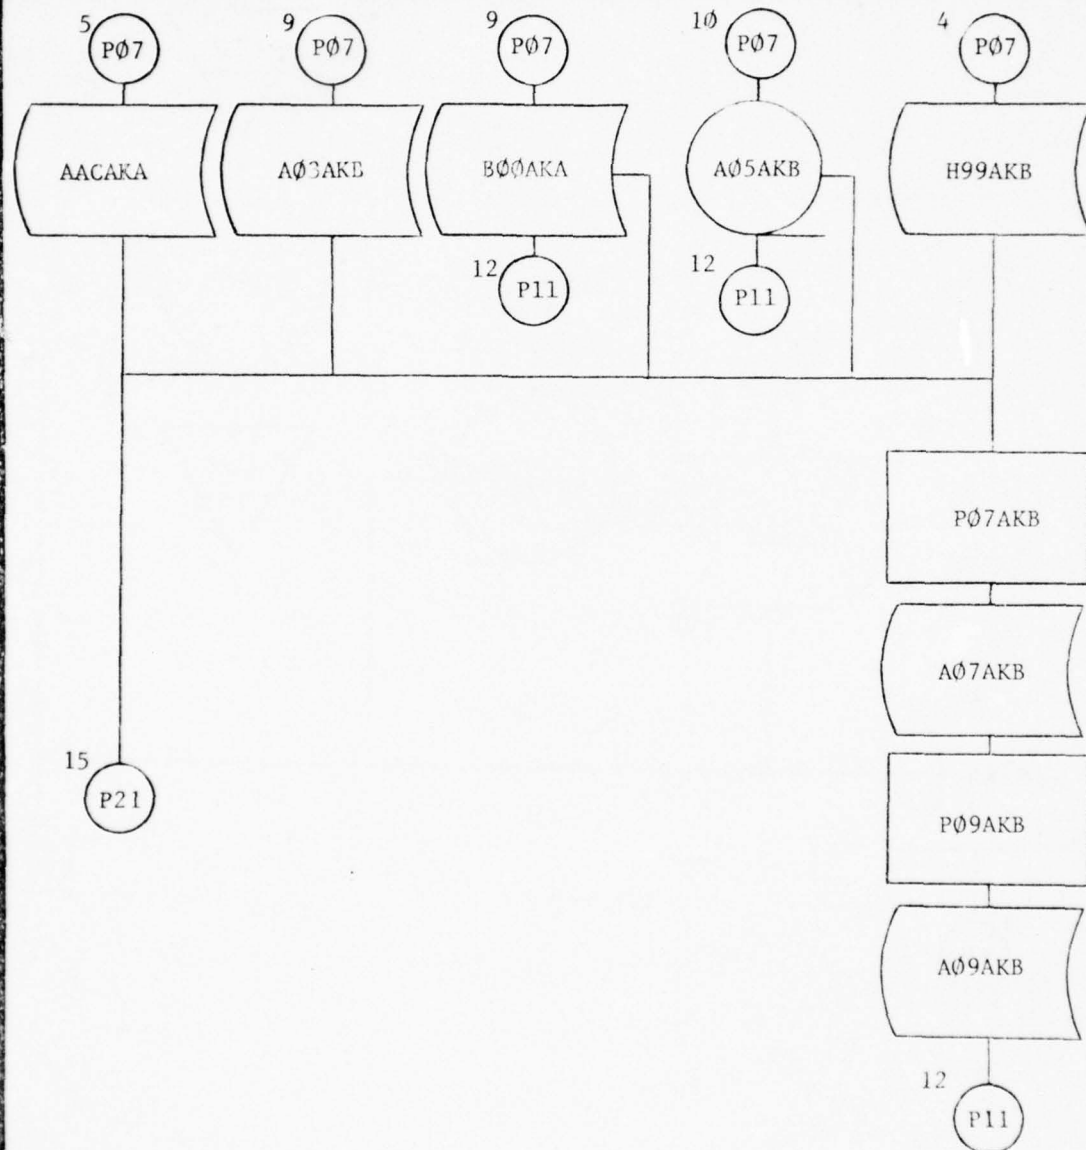 5 9 9 1Ø 4
PØ7 PØ7 PØ7 PØ7 PØ7
AACAKA AØ3AKB BØØAKA AØ5AKB H99AKB
12 12
P11 P11
PØ7AKB
AØ7AKB
15
P21
PØ9AKB
AØ9AKB
12
P11